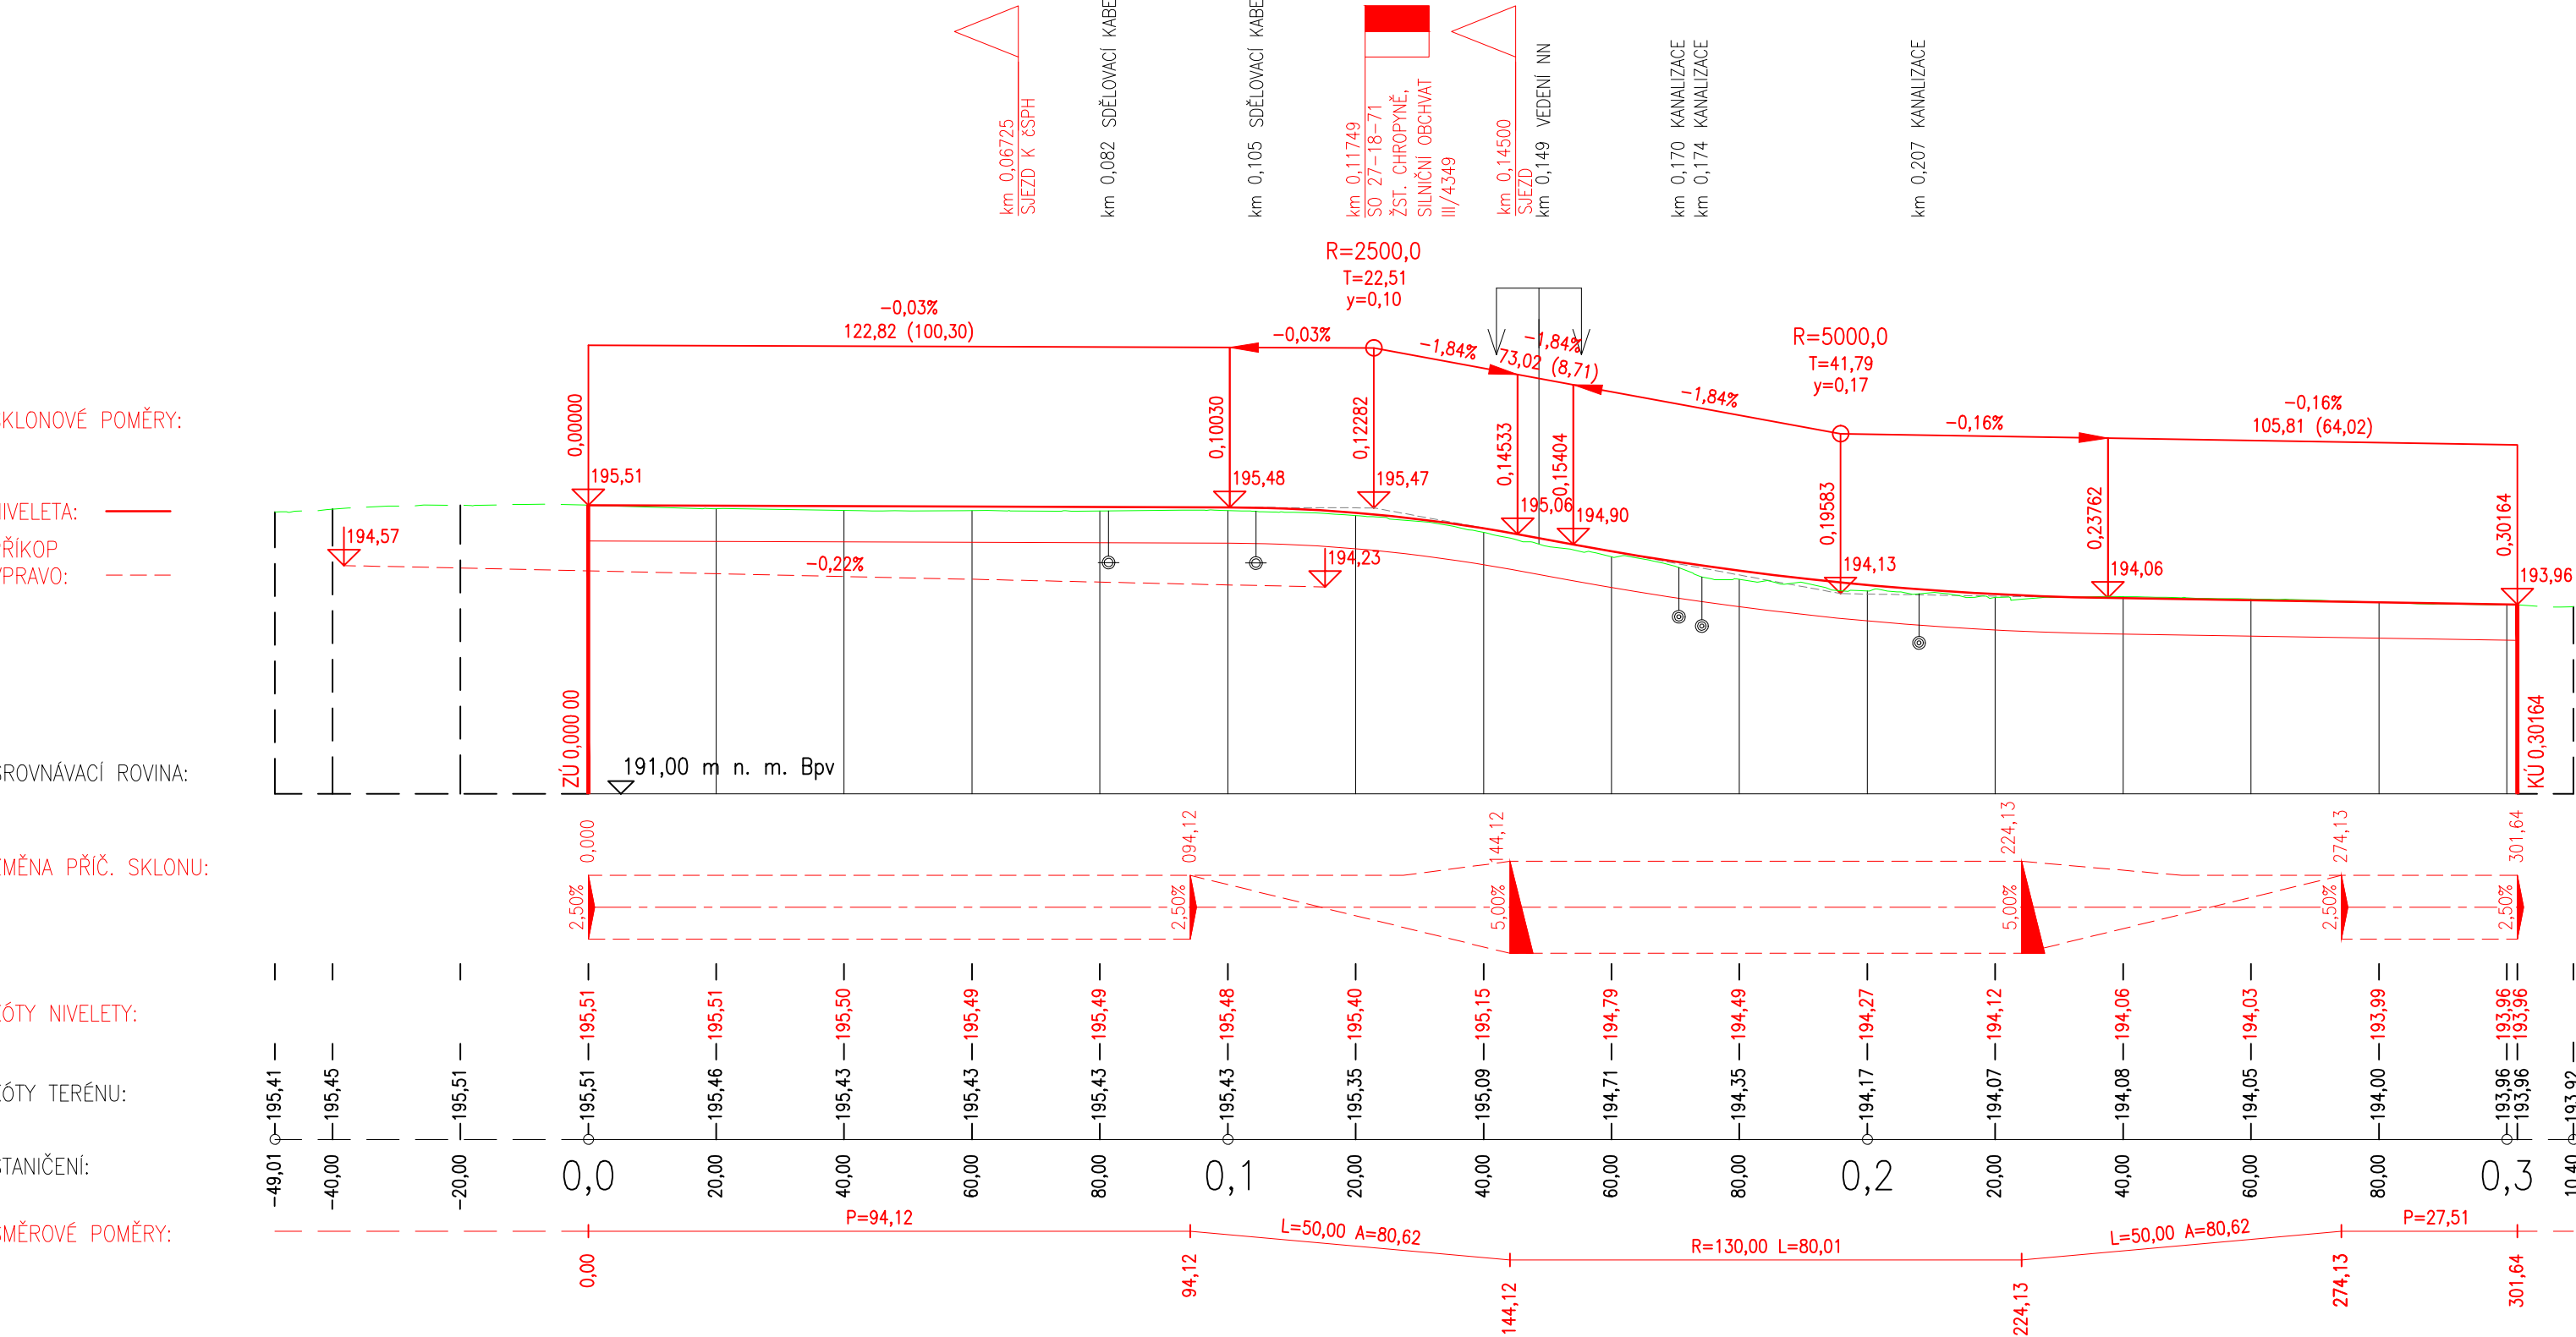 km 0,06725
SJEZD K čSPH
km 0,082 SDĚLOVACÍ KABE
km 0,105 SDĚLOVACÍ KABE
km 0,11749
SO 27-18-71
ŽST. CHROPYNĚ,
SILNIČNÍ OBCHVAT
III/4349
km 0,14500
SJEZD
km 0,149 VEDENÍ NN
km 0,170 KANALIZACE
km 0,174 KANALIZACE
km 0,207 KANALIZACE
R=2500,0
T=22,51
y=0,10
R=5000,0
T=41,79
y=0,17
-0,03%
122,82 (100,30)
-0,03%
-1,84%
-1,84%
73,02 (8,71)
-1,84%
-0,16%
-0,16%
105,81 (64,02)
KLONOVÉ POMĚRY:
0,00000
0,10030
0,12282
0,14533
0,15404
0,19583
0,23762
0,30164
195,51
195,48
195,47
195,06
194,90
194,13
194,06
193,96
NIVELETA:
PŘÍKOP
VPRAVO:
194,57
-0,22%
194,23
ZÚ 0,000 00
KÚ 0,30164
SROVNÁVACÍ ROVINA:
191,00 m n. m. Bpv
ZMĚNA PŘÍČ. SKLONU:
0,000
094,12
144,12
224,13
274,13
301,64
2,50%
2,50%
5,00%
5,00%
2,50%
2,50%
KÓTY NIVELETY:
195,51
195,51
195,50
195,49
195,49
195,48
195,40
195,15
194,79
194,49
194,27
194,12
194,06
194,03
193,99
193,96
193,96
KÓTY TERÉNU:
195,41
195,45
195,51
195,51
195,46
195,43
195,43
195,43
195,43
195,35
195,09
194,71
194,35
194,17
194,07
194,08
194,05
194,00
193,96
193,96
193,92
STANIČENÍ:
-49,01
-40,00
-20,00
0,0
20,00
40,00
60,00
80,00
0,1
20,00
40,00
60,00
80,00
0,2
20,00
40,00
60,00
80,00
0,3
10,40
SMĚROVÉ POMĚRY:
P=94,12
L=50,00 A=80,62
R=130,00 L=80,01
L=50,00 A=80,62
P=27,51
0,00
94,12
144,12
224,13
274,13
301,64